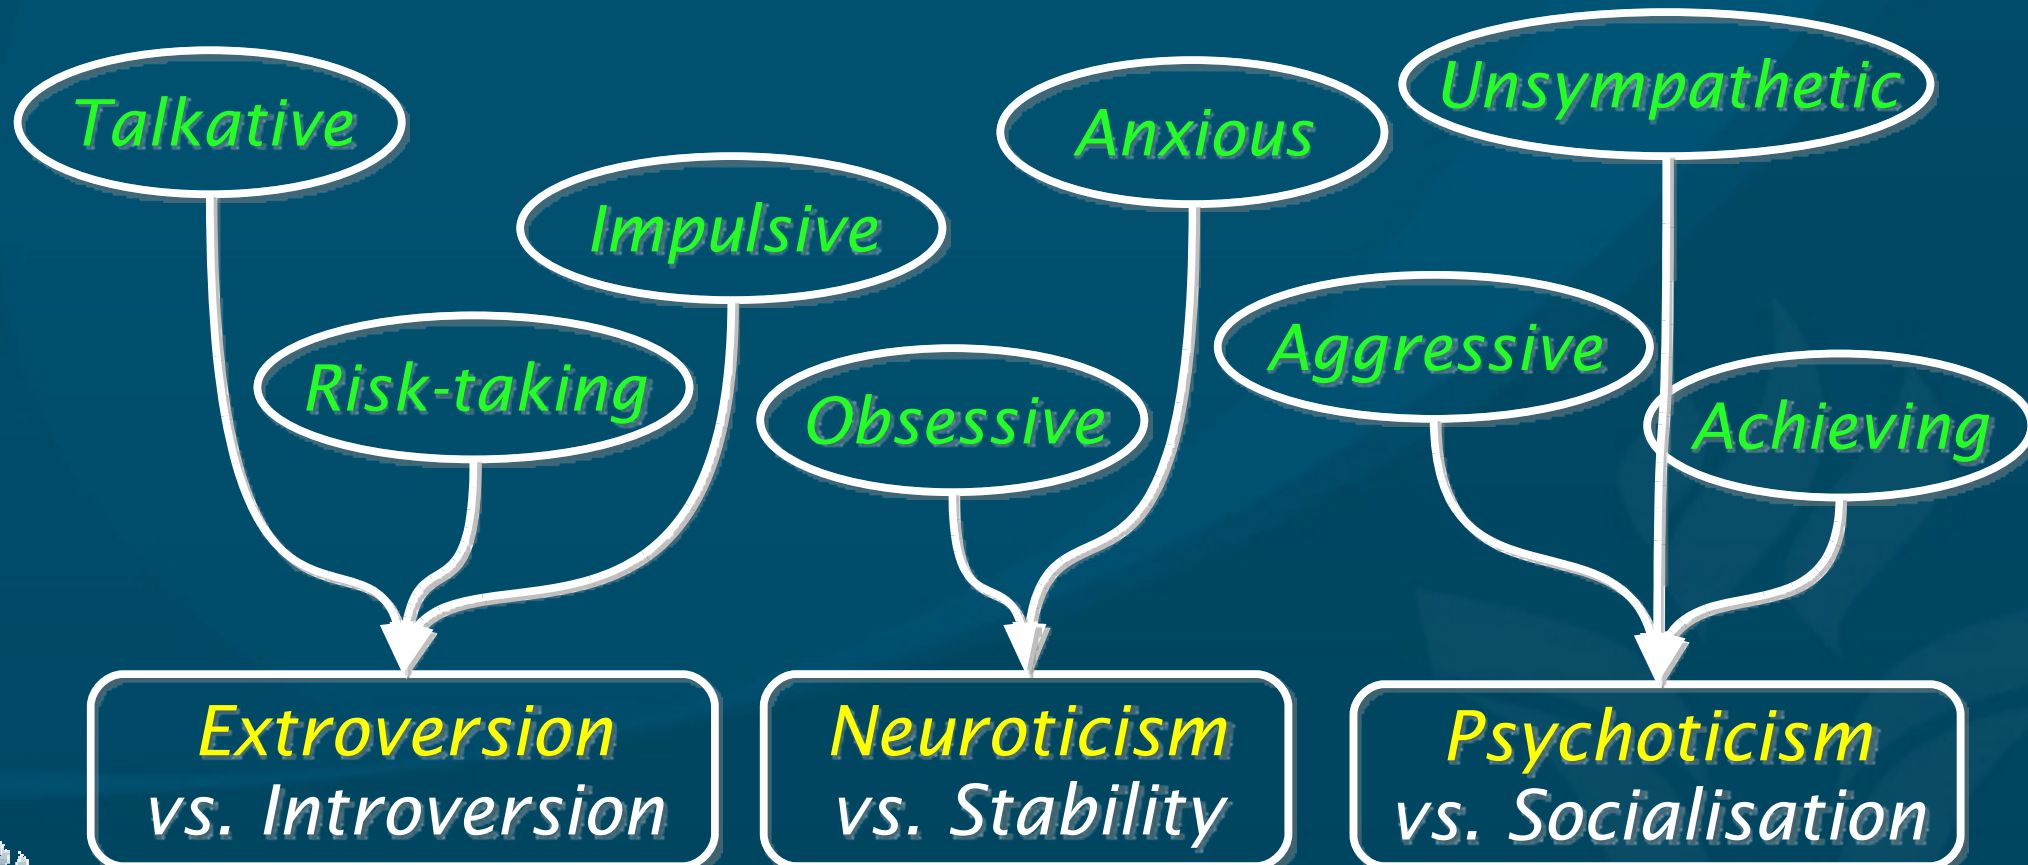 Talkative
Impulsive
Risk-taking
Anxious
Obsessive
Unsympathetic
Aggressive
Achieving
Extroversion
vs. Introversion
Neuroticism
vs. Stability
Psychoticism
vs. Socialisation